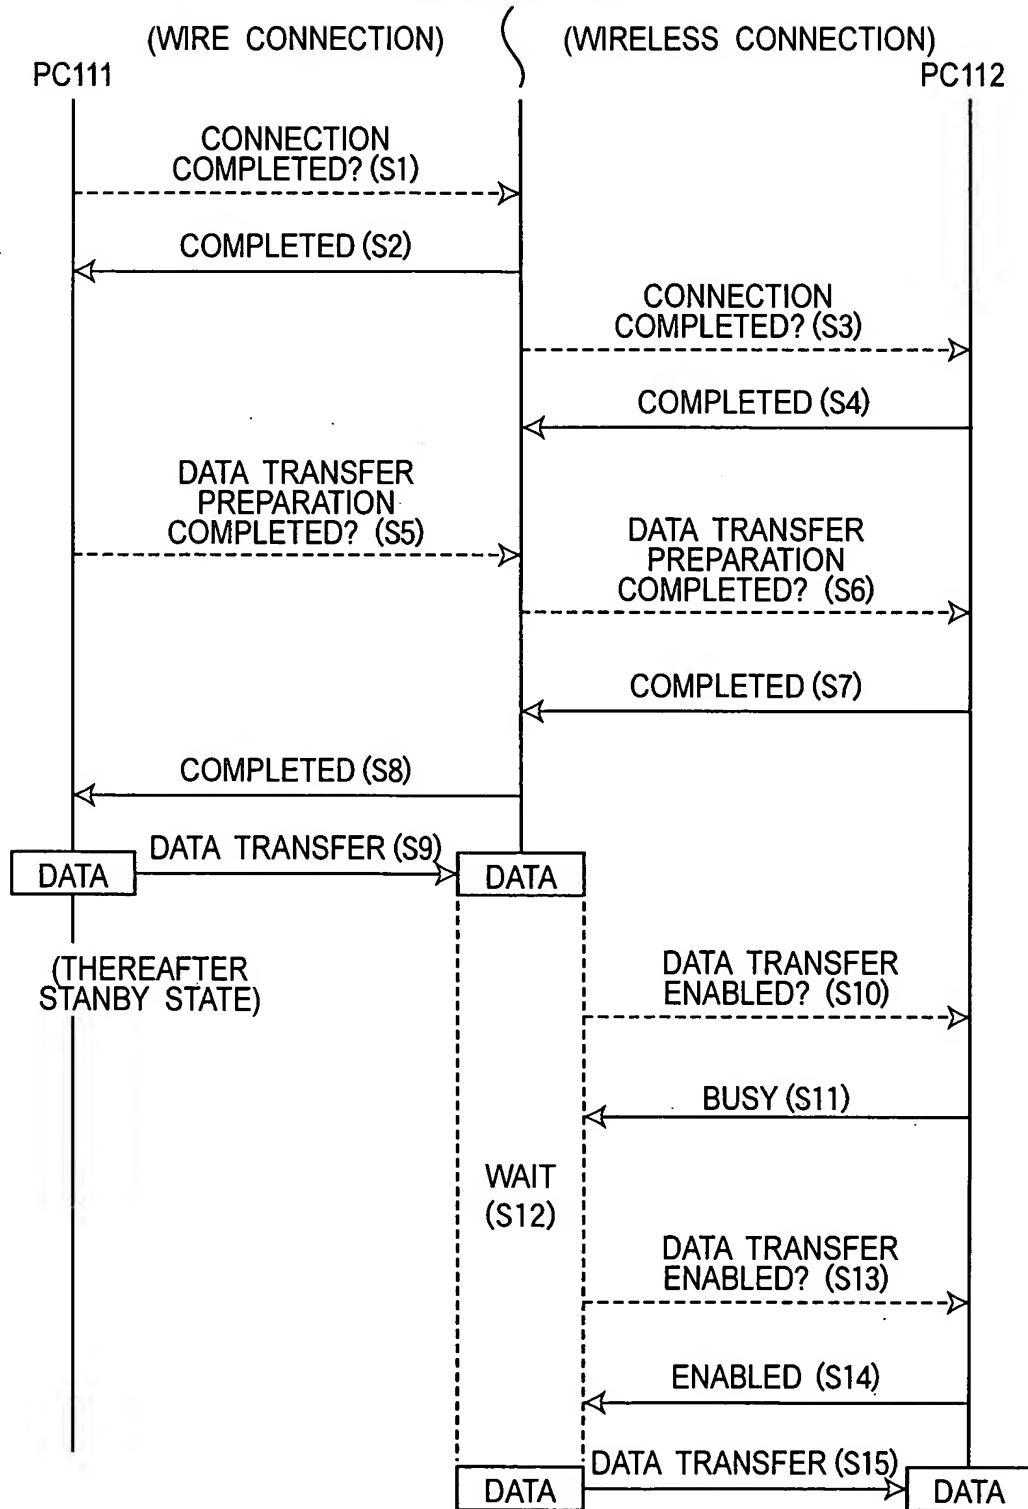 (WIRE CONNECTION)
(WIRELESS CONNECTION)
PC111
PC112
CONNECTION
COMPLETED? (S1)
COMPLETED (S2)
CONNECTION
COMPLETED? (S3)
COMPLETED (S4)
DATA TRANSFER
PREPARATION
COMPLETED? (S5)
DATA TRANSFER
PREPARATION
COMPLETED? (S6)
COMPLETED (S7)
COMPLETED (S8)
DATA
DATA TRANSFER (S9)
DATA
(THEREAFTER
STANBY STATE)
DATA TRANSFER
ENABLED? (S10)
BUSY (S11)
WAIT
(S12)
DATA TRANSFER
ENABLED? (S13)
ENABLED (S14)
DATA
DATA TRANSFER (S15)
DATA